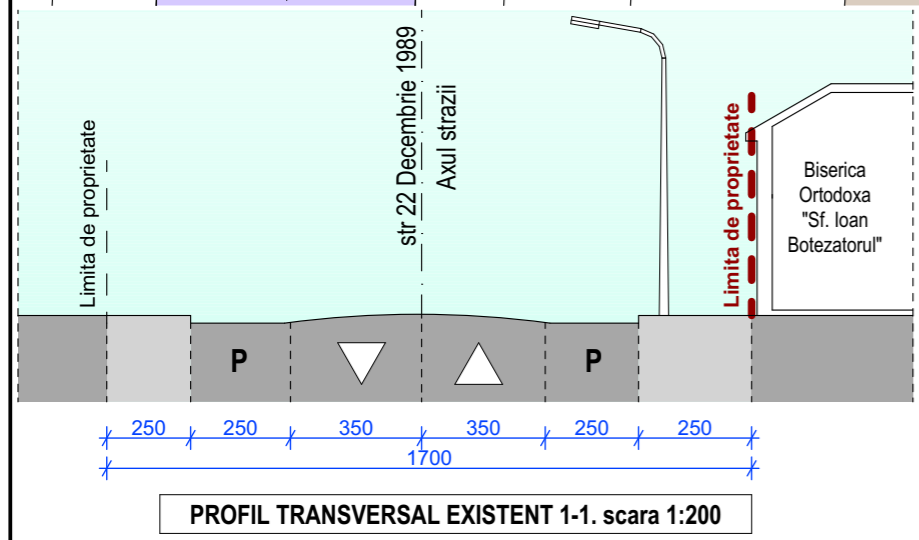 Limita de proprietate
str 22 Decembrie 1989
Axul strazii
Limita de proprietate
Biserica
Ortodoxa
"Sf. Ioan
Botezatorul"
P
P
250 250 350 350 250 250
1700
PROFIL TRANSVERSAL EXISTENT 1-1. scara 1:200